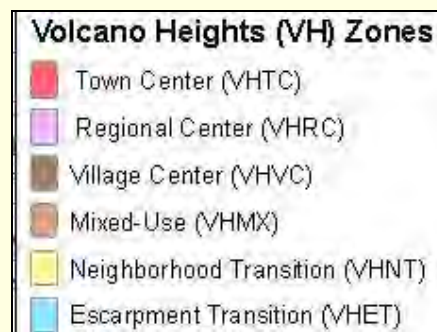 Volcano Heights (VH) Zones
Town Center (VHTC)
Regional Center (VHRC)
Village Center (VHVC)
Mixed-Use (VHMX)
Neighborhood Transition (VHNT)
Escarpment Transition (VHET)